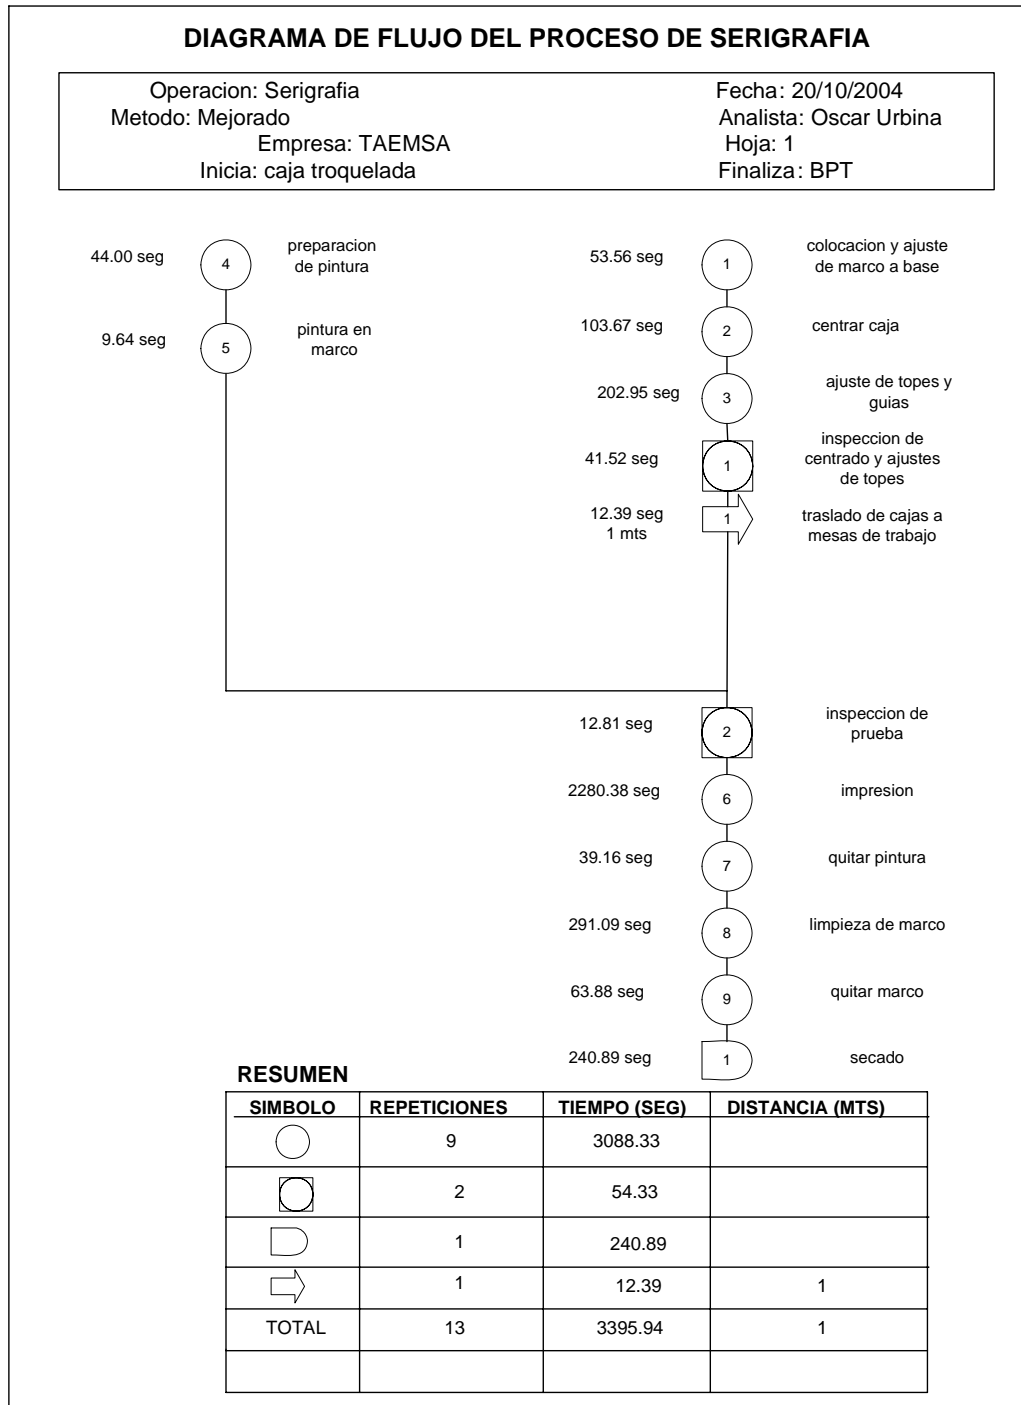 DIAGRAMA DE FLUJO DEL PROCESO DE SERIGRAFIA
Operacion: Serigrafia
Fecha: 20/10/2004
Metodo: Mejorado
Analista: Oscar Urbina
Empresa: TAEMSA
Hoja: 1
Inicia: caja troquelada
Finaliza: BPT
44.00 seg
4
preparacion
de pintura
9.64 seg
5
pintura en
marco
53.56 seg
1
colocacion y ajuste
de marco a base
103.67 seg
2
centrar caja
202.95 seg
3
ajuste de topes y
guias
41.52 seg
1
inspeccion de
centrado y ajustes
de topes
12.39 seg
1 mts
1
traslado de cajas a
mesas de trabajo
12.81 seg
2
inspeccion de
prueba
2280.38 seg
6
impresion
39.16 seg
7
quitar pintura
291.09 seg
8
limpieza de marco
63.88 seg
9
quitar marco
240.89 seg
1
secado
RESUMEN
SIMBOLO REPETICIONES TIEMPO (SEG) DISTANCIA (MTS)
9 3088.33
2 54.33
1 240.89
1 12.39 1
TOTAL 13 3395.94 1